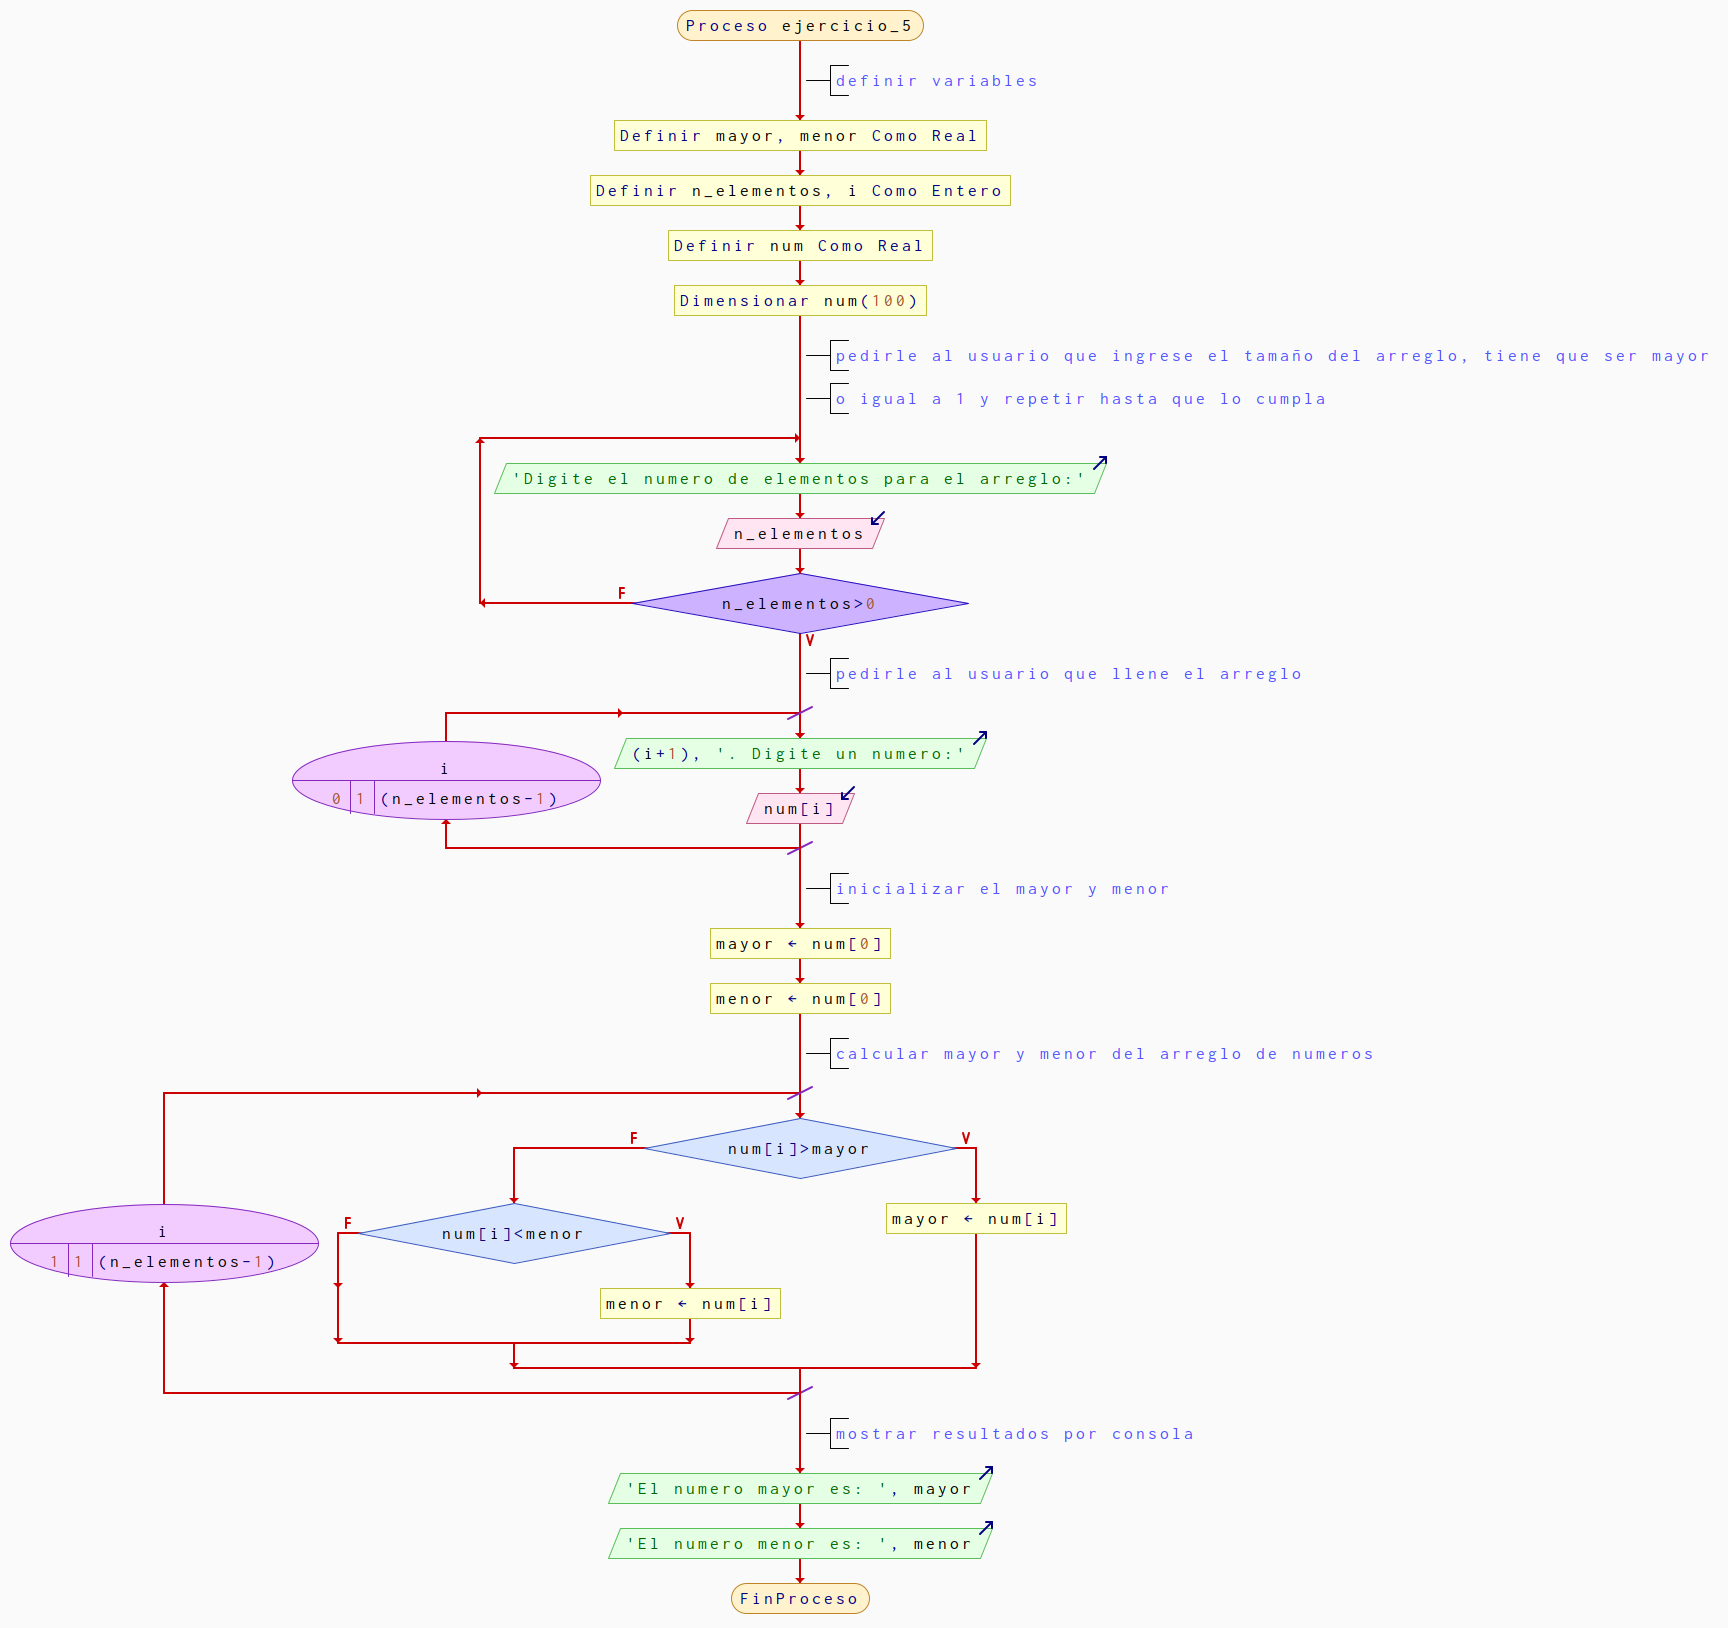 Proceso ejercicio_5
definir variables
Definir mayor, menor Como Real
Definir n_elementos, i Como Entero
Definir num Como Real
Dimensionar num(100)
pedirle al usuario que ingrese el tamaño del arreglo, tiene que ser mayor
o igual a 1 y repetir hasta que lo cumpla
'Digite el numero de elementos para el arreglo:'
n_elementos
F
n_elementos>0
V
pedirle al usuario que llene el arreglo
(i+1), '. Digite un numero:'
i
0 1 (n_elementos-1)
num[i]
inicializar el mayor y menor
mayor ← num[0]
menor ← num[0]
calcular mayor y menor del arreglo de numeros
F V
num[i]>mayor
mayor ← num[i]
F V
num[i]<menor
i
1 1 (n_elementos-1)
menor ← num[i]
mostrar resultados por consola
'El numero mayor es: ', mayor
'El numero menor es: ', menor
FinProceso